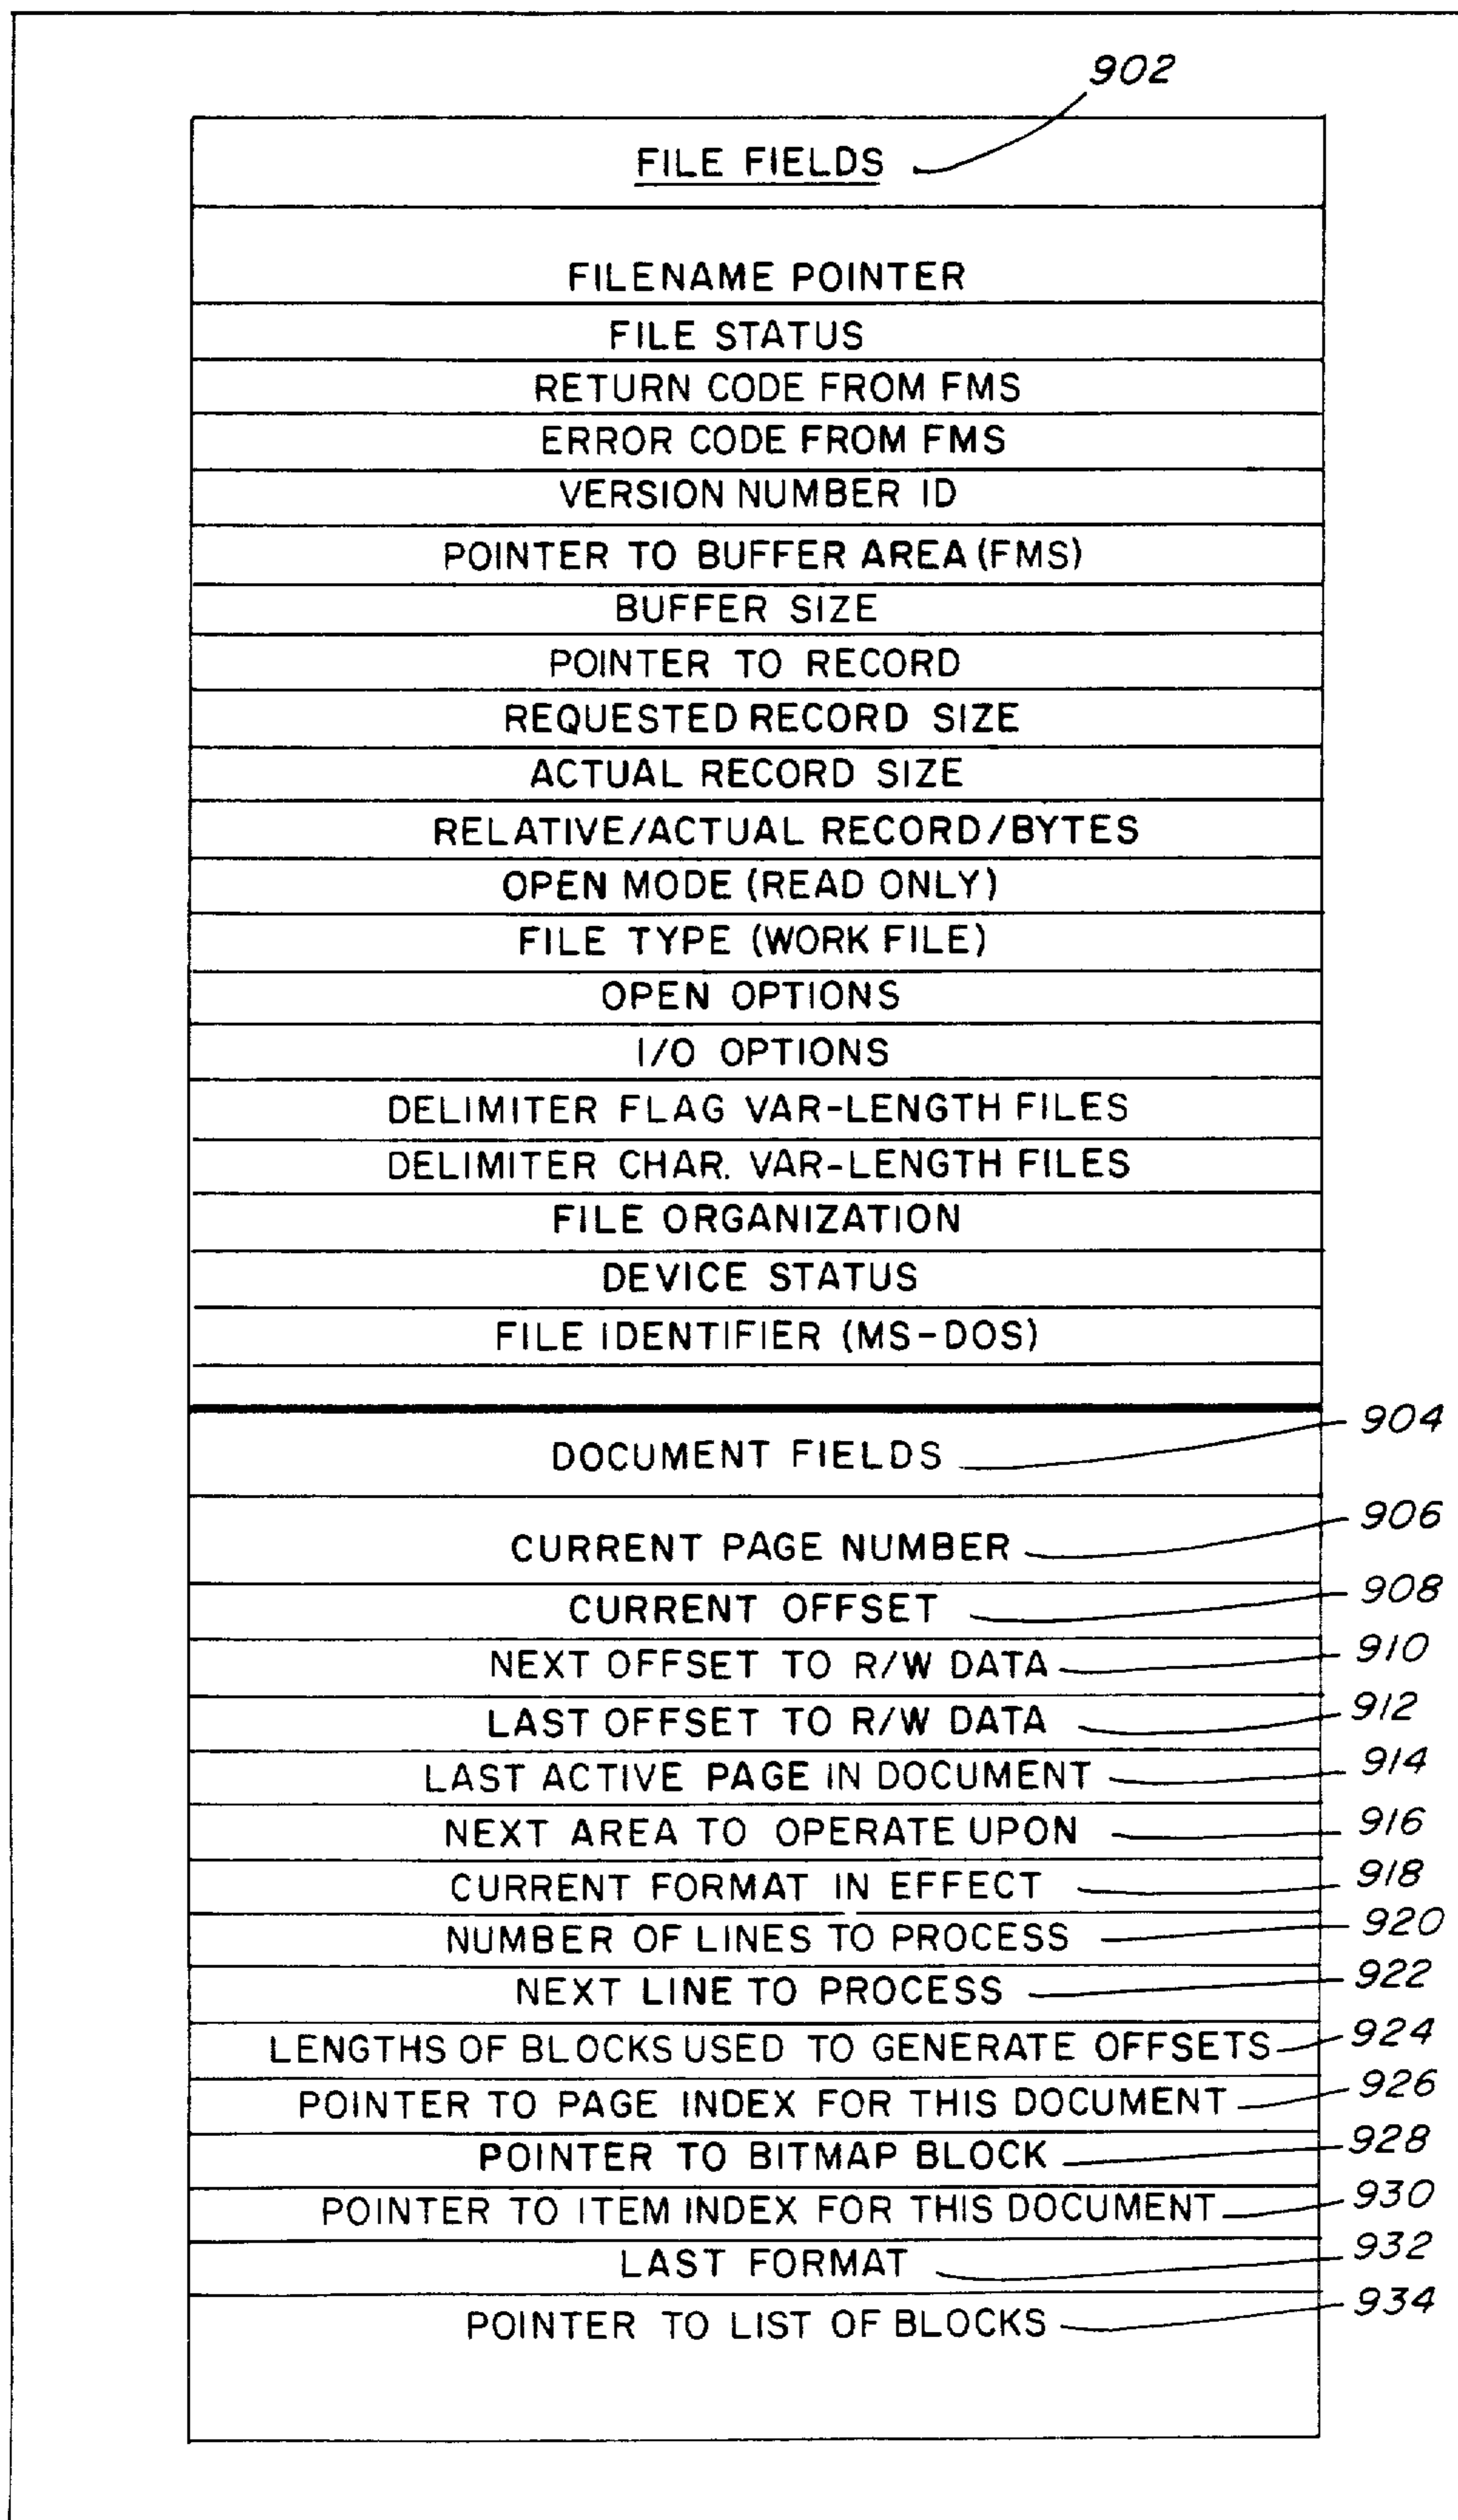 902
FILE FIELDS
FILENAME POINTER
FILE STATUS
RETURN CODE FROM FMS
ERROR CODE FROM FMS
VERSION NUMBER ID
POINTER TO BUFFER AREA (FMS)
BUFFER SIZE
POINTER TO RECORD
REQUESTED RECORD SIZE
ACTUAL RECORD SIZE
RELATIVE/ACTUAL RECORD/BYTES
OPEN MODE (READ ONLY)
FILE TYPE (WORK FILE)
OPEN OPTIONS
I/O OPTIONS
DELIMITER FLAG VAR-LENGTH FILES
DELIMITER CHAR. VAR-LENGTH FILES
FILE ORGANIZATION
DEVICE STATUS
FILE IDENTIFIER (MS-DOS)
DOCUMENT FIELDS 904
CURRENT PAGE NUMBER 906
CURRENT OFFSET 908
NEXT OFFSET TO R/W DATA 910
LAST OFFSET TO R/W DATA 912
LAST ACTIVE PAGE IN DOCUMENT 914
NEXT AREA TO OPERATE UPON 916
CURRENT FORMAT IN EFFECT 918
NUMBER OF LINES TO PROCESS 920
NEXT LINE TO PROCESS 922
LENGTHS OF BLOCKS USED TO GENERATE OFFSETS 924
POINTER TO PAGE INDEX FOR THIS DOCUMENT 926
POINTER TO BITMAP BLOCK 928
POINTER TO ITEM INDEX FOR THIS DOCUMENT 930
LAST FORMAT 932
POINTER TO LIST OF BLOCKS 934